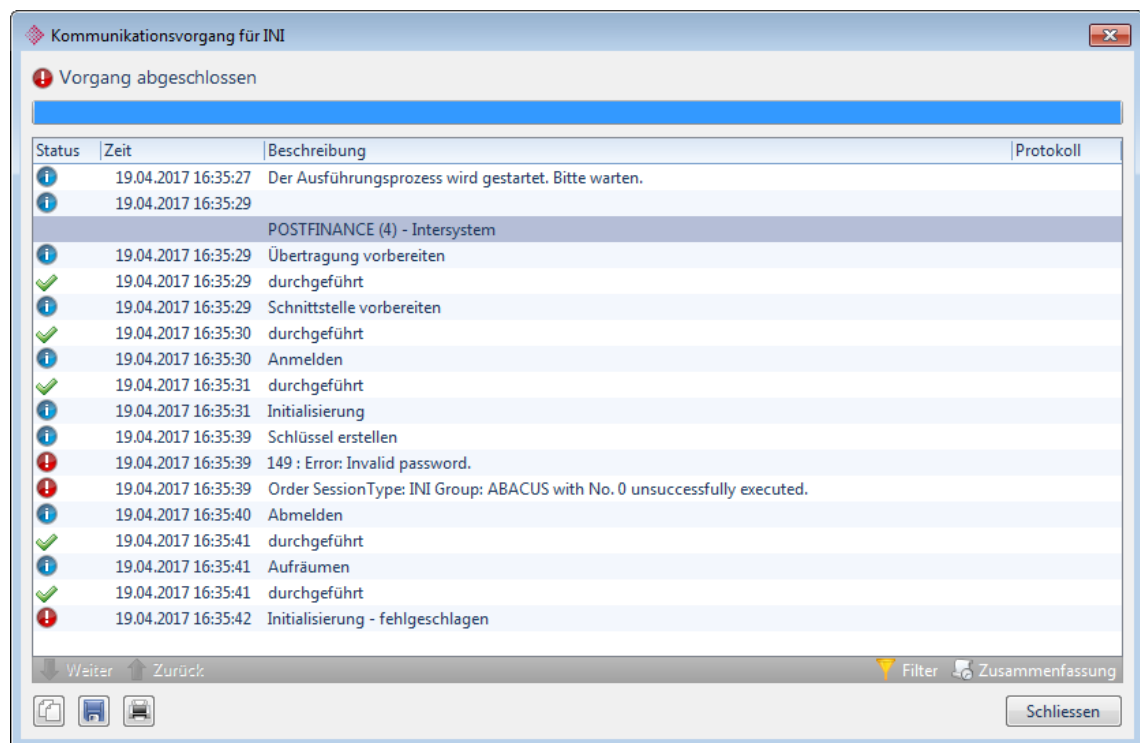 Kommunikationsvorgang für INI
Vorgang abgeschlossen
Status Zeit Beschreibung Protokoll
19.04.2017 16:35:27 Der Ausführungsprozess wird gestartet. Bitte warten.
19.04.2017 16:35:29
POSTFINANCE (4) - Intersystem
19.04.2017 16:35:29 Übertragung vorbereiten
19.04.2017 16:35:29 durchgeführt
19.04.2017 16:35:29 Schnittstelle vorbereiten
19.04.2017 16:35:30 durchgeführt
19.04.2017 16:35:30 Anmelden
19.04.2017 16:35:31 durchgeführt
19.04.2017 16:35:31 Initialisierung
19.04.2017 16:35:39 Schlüssel erstellen
19.04.2017 16:35:39 149 : Error: Invalid password.
19.04.2017 16:35:39 Order SessionType: INI Group: ABACUS with No. 0 unsuccessfully executed.
19.04.2017 16:35:40 Abmelden
19.04.2017 16:35:41 durchgeführt
19.04.2017 16:35:41 Aufräumen
19.04.2017 16:35:41 durchgeführt
19.04.2017 16:35:42 Initialisierung - fehlgeschlagen
Weiter Zurück Filter Zusammenfassung
Schliessen